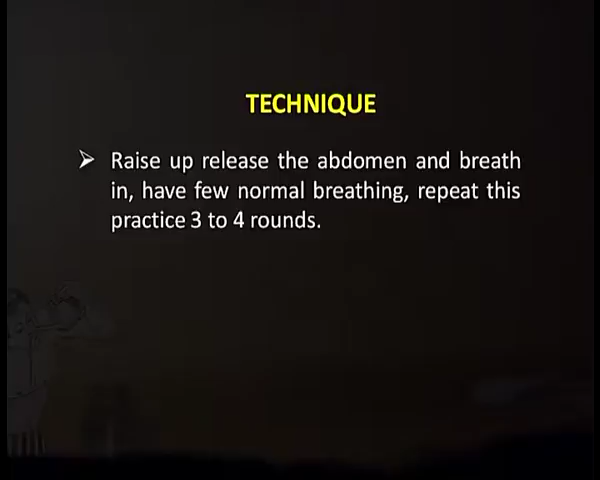 TECHNIQUE
➢ Raise up release the abdomen and breath
in, have few normal breathing, repeat this
practice 3 to 4 rounds.